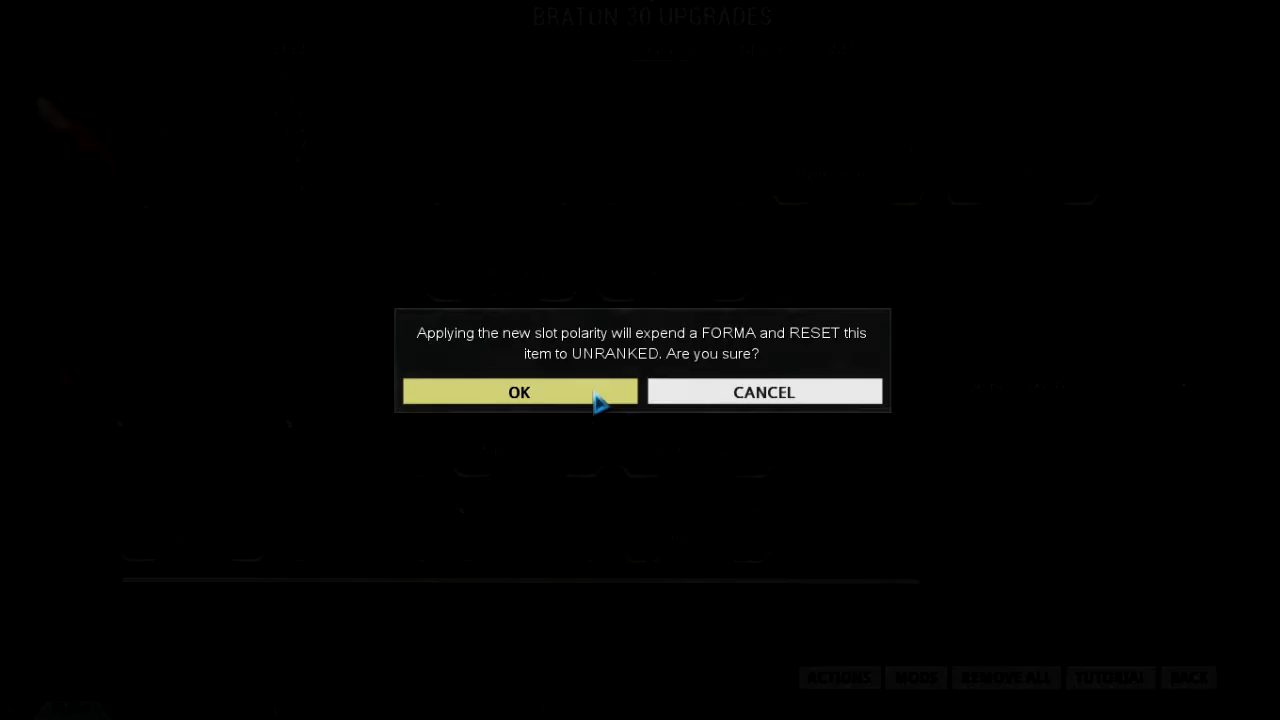 BRATON 30 UPGRADES
Applying the new slot polarity will expend a FORMA and RESET this
item to UNRANKED. Are you sure?
OK CANCEL
ACTIONS MODS REMOVE ALL TUTORIAL BACK